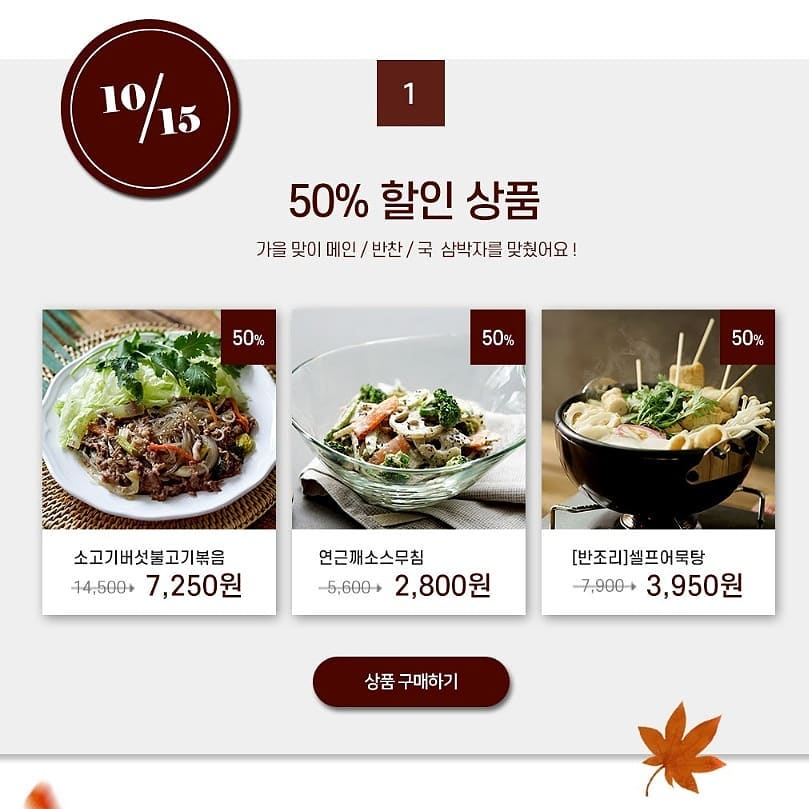 10/15
1
50% 할인 상품
가을 맞이 메인 / 반찬 / 국 삼박자를 맞췄어요 !
50%
50%
50%
소고기버섯불고기볶음
14,500 7,250원
연근깨소스무침
5,600 2,800원
[반조리]셀프어묵탕
7,900 3,950원
상품 구매하기